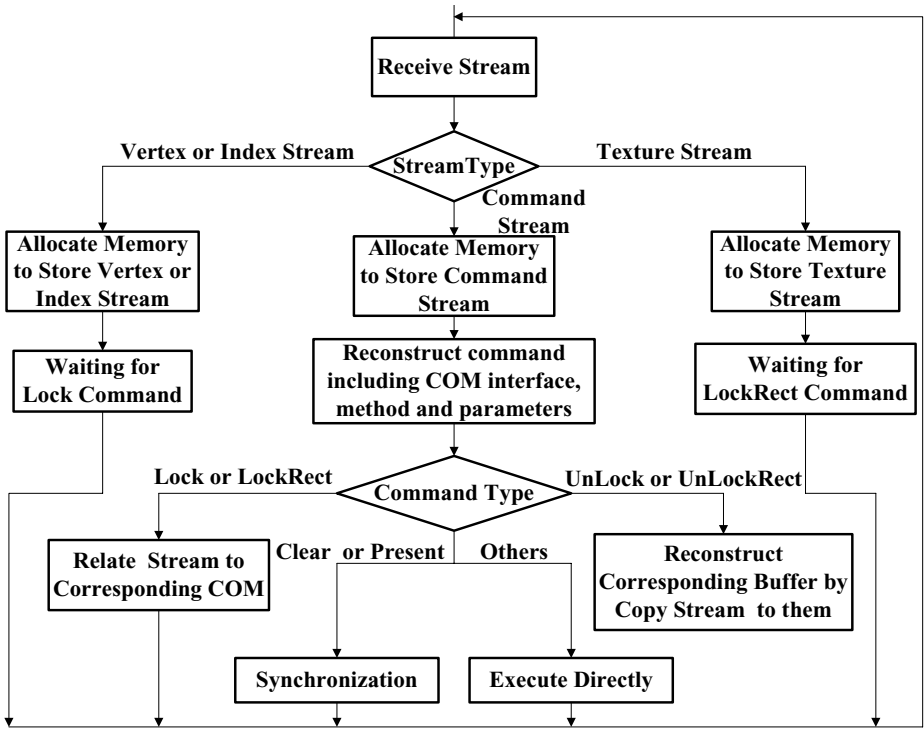 Receive Stream
Vertex or Index Stream
StreamType
Texture Stream
Command
Stream
Allocate Memory
to Store Vertex or
Index Stream
Allocate Memory
to Store Command
Stream
Allocate Memory
to Store Texture
Stream
Waiting for
Lock Command
Reconstruct command
including COM interface,
method and parameters
Waiting for
LockRect Command
Lock or LockRect
Command Type
UnLock or UnLockRect
Relate Stream to
Corresponding COM
Clear or Present
Others
Reconstruct
Corresponding Buffer by
Copy Stream to them
Synchronization
Execute Directly